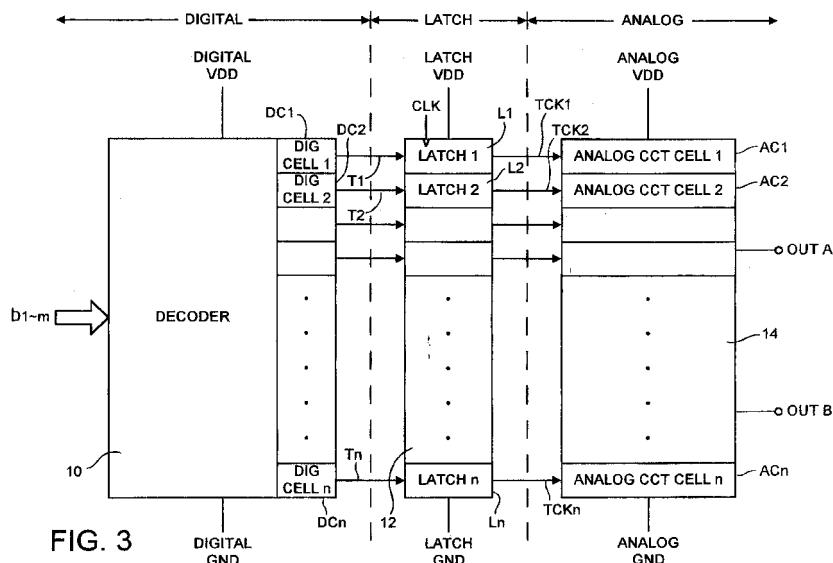 DIGITAL
LATCH
ANALOG
DIGITAL
VDD
LATCH
VDD
ANALOG
VDD
DC1
DC2
CLK
L1
TCK1
TCK2
DIG
CELL 1
LATCH 1
ANALOG CCT CELL 1
AC1
T1
L2
DIG
CELL 2
LATCH 2
ANALOG CCT CELL 2
AC2
T2
OUT A
b1~m
DECODER
14
OUT B
10
Tn
DIG
CELL n
LATCH n
ANALOG CCT CELL n
ACn
DCn
12
Ln
TCKn
FIG. 3
DIGITAL
GND
LATCH
GND
ANALOG
GND